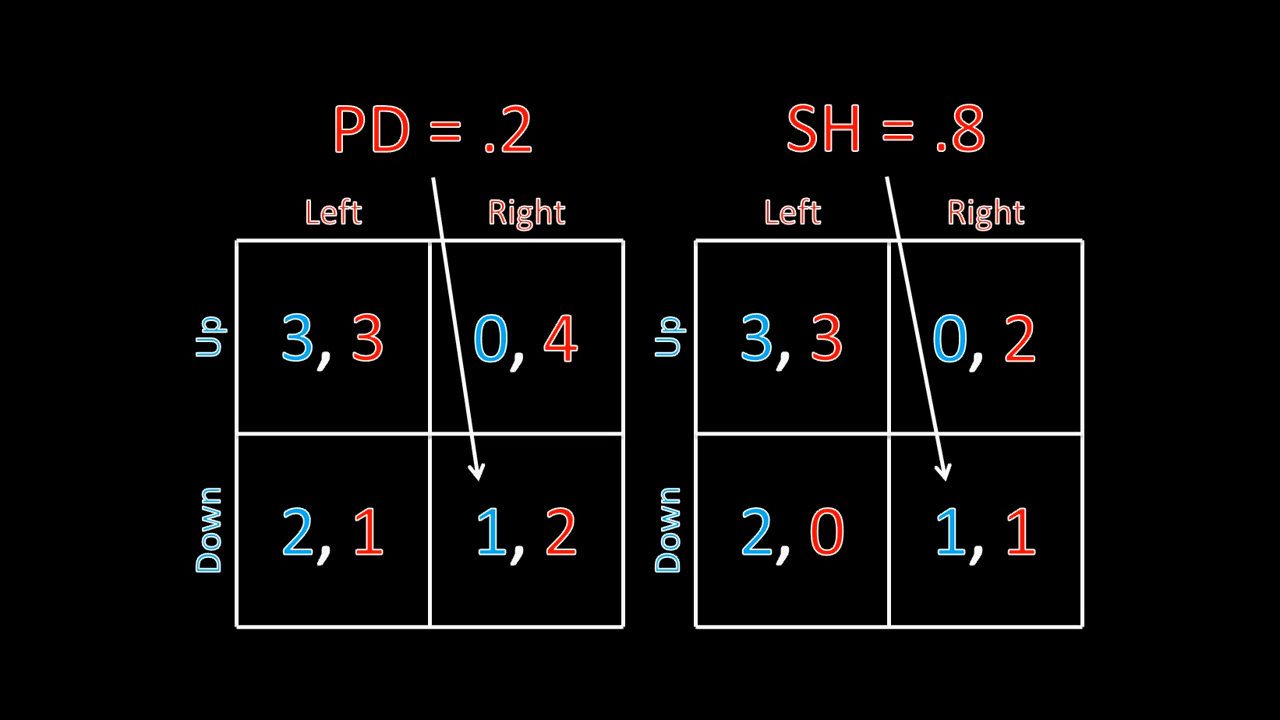 PD = .2 SH = .8
Left Right Left Right
Up 3, 3 0, 4 Up 3, 3 0, 2
Down 2, 1 1, 2 Down 2, 0 1, 1